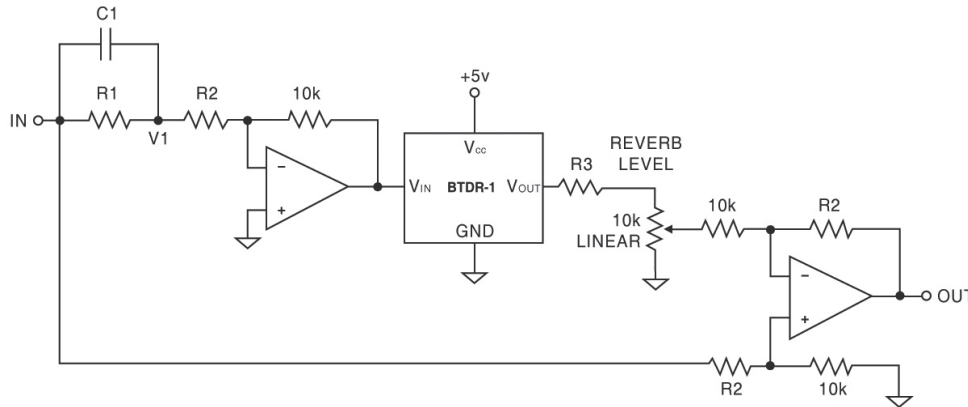 C1
+5v
IN
R1
R2
10k
V1
Vcc
REVERB
LEVEL
R3
−
+
VIN
BTDR-1
VOUT
10k
LINEAR
10k
R2
GND
−
+
OUT
R2
10k